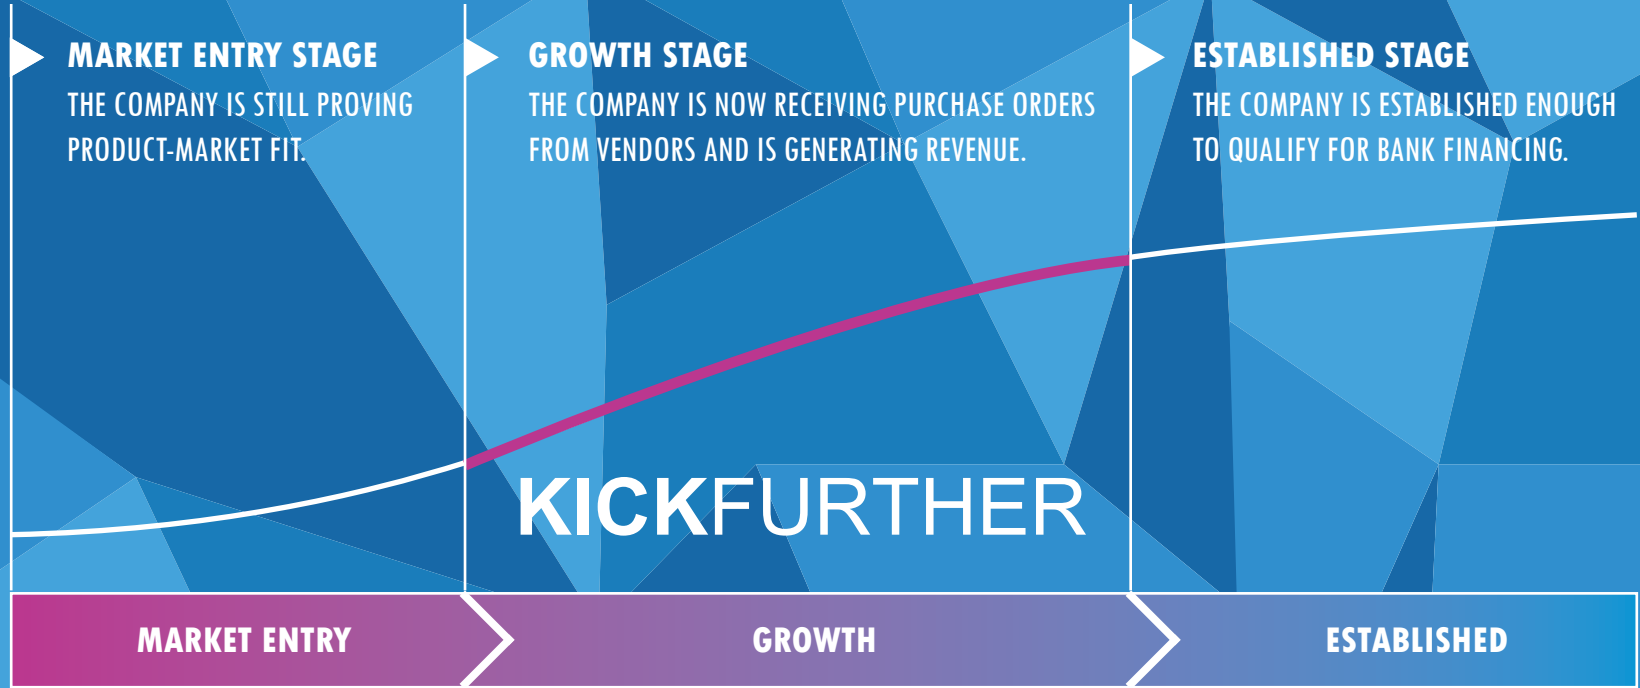 MARKET ENTRY STAGE
THE COMPANY IS STILL PROVING
PRODUCT-MARKET FIT.
GROWTH STAGE
THE COMPANY IS NOW RECEIVING PURCHASE ORDERS
FROM VENDORS AND IS GENERATING REVENUE.
ESTABLISHED STAGE
THE COMPANY IS ESTABLISHED ENOUGH
TO QUALIFY FOR BANK FINANCING.
KICKFURTHER
MARKET ENTRY
GROWTH
ESTABLISHED